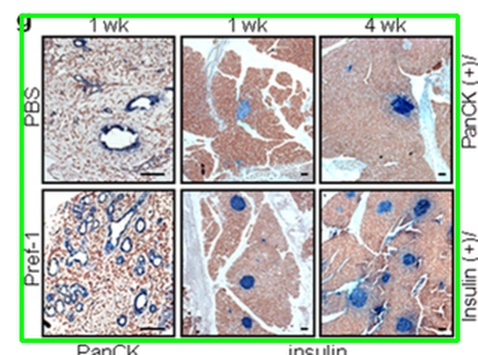 g
1 wk 1 wk 4 wk
PBS
PanCK (+)/
Pref-1
Insulin (+)/
PanCK insulin